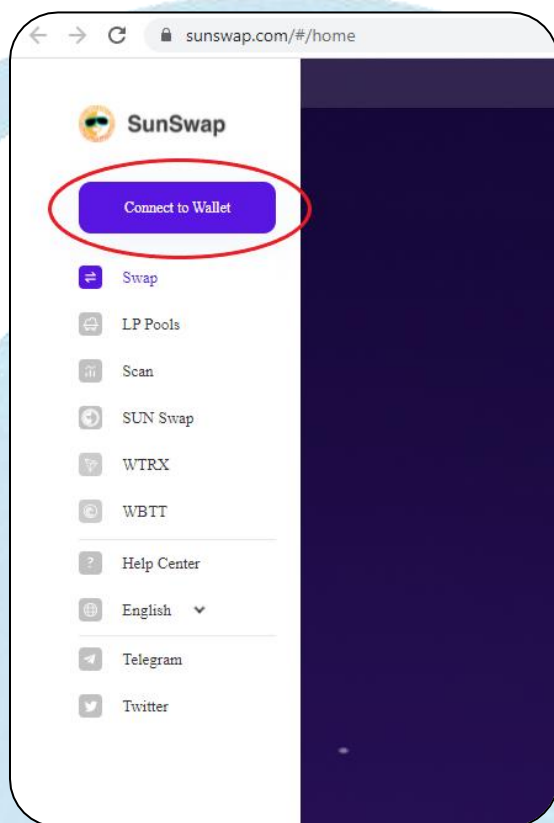 sunswap.com/#/home
SunSwap
Connect to Wallet
Swap
LP Pools
Scan
SUN Swap
WTRX
WBTT
Help Center
English
Telegram
Twitter